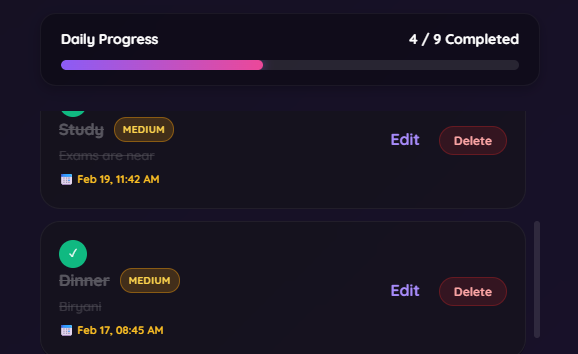 Daily Progress
4 / 9 Completed
Study MEDIUM
Edit Delete
Exams are near
Feb 19, 11:42 AM
Dinner MEDIUM
Edit Delete
Biryani
Feb 17, 08:45 AM